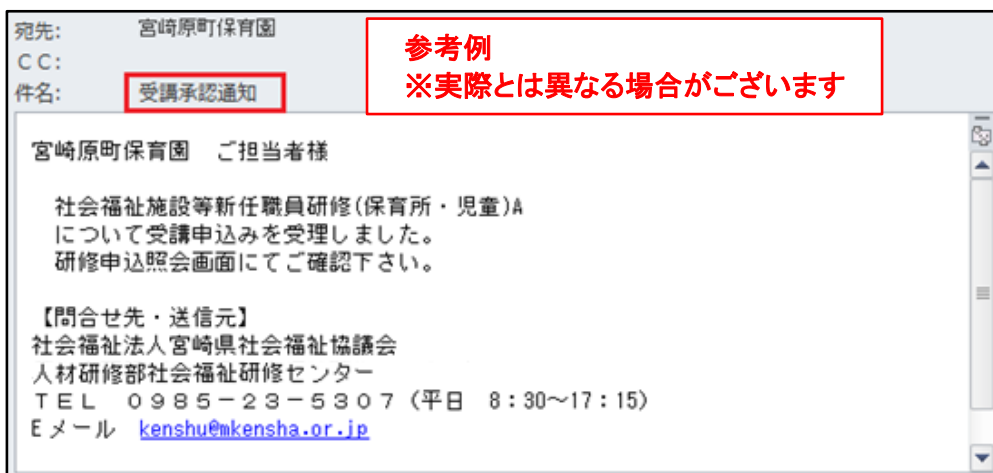 宛先: 宮崎原町保育園
CC:
件名: 受講承認通知
参考例
※実際とは異なる場合がございます
宮崎原町保育園　ご担当者様
社会福祉施設等新任職員研修(保育所・児童)A
について受講申込みを受理しました。
研修申込照会画面にてご確認下さい。
【問合せ先・送信元】
社会福祉法人宮崎県社会福祉協議会
人材研修部社会福祉研修センター
ＴＥＬ　０９８５－２３－５３０７(平日　8：30～17：15)
Eメール　kenshu@mkensha.or.jp